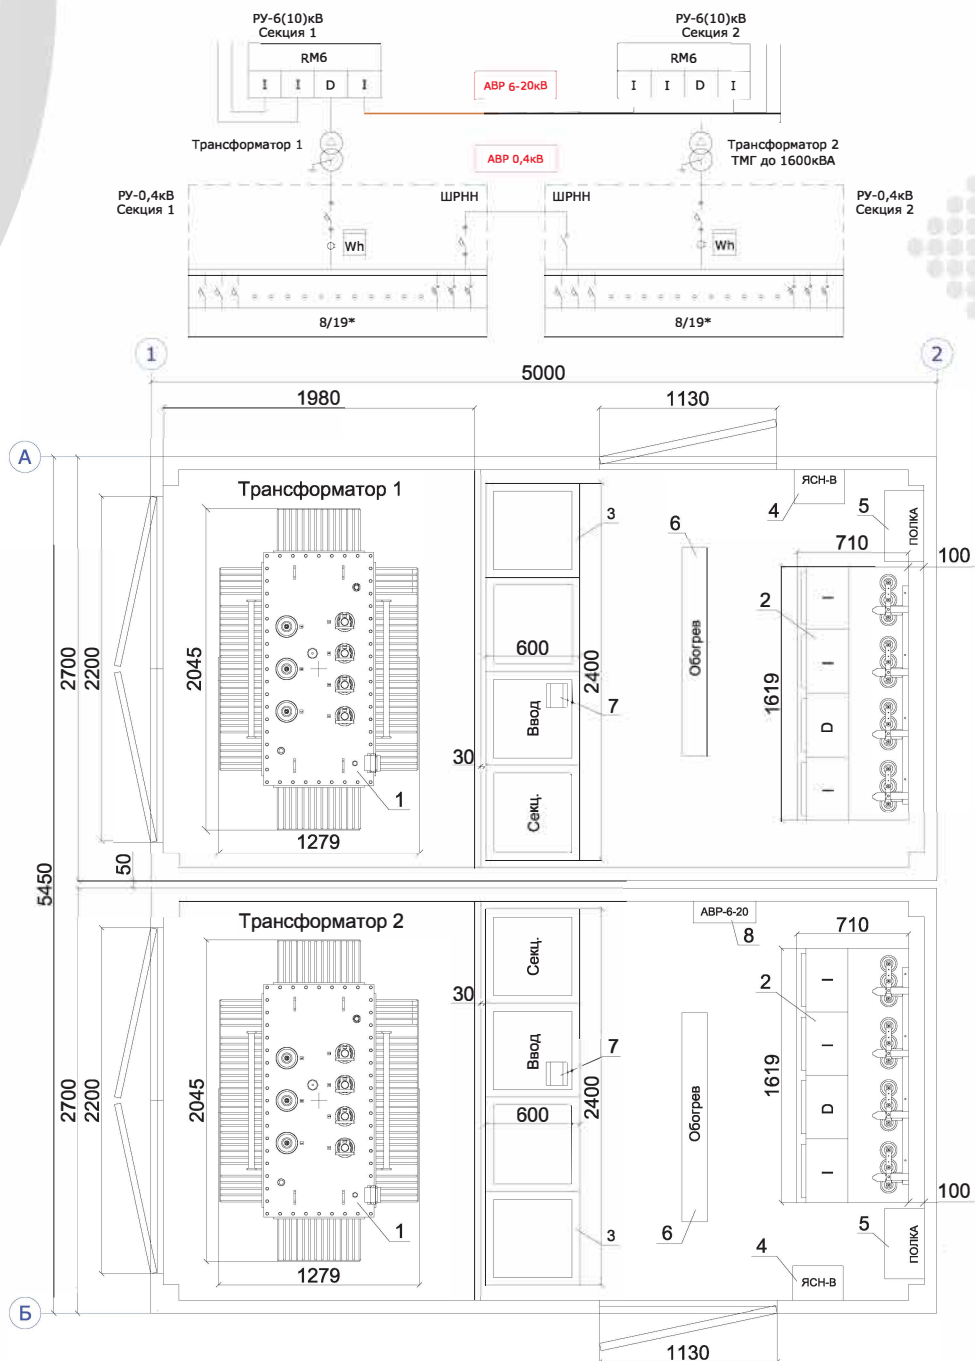 РУ-6(10)кВ
Секция 1
РУ-6(10)кВ
Секция 2
RM6
RM6
I I D I
I I D I
АВР 6-20кВ
Трансформатор 1
АВР 0,4кВ
Трансформатор 2
ТМГ до 1600кВА
РУ-0,4кВ
Секция 1
ШРНН
ШРНН
РУ-0,4кВ
Секция 2
Wh
Wh
8/19*
8/19*
1
2
5000
1980
1130
А
Трансформатор 1
3
6
ЯСН-В
4
5
ПОЛКА
710
100
2
I
I
D
I
2700
2200
2045
600
2400
Обогрев
1619
Ввод
7
30
Секц.
1
1279
50
5450
Трансформатор 2
АВР-6-20
8
710
Секц.
30
2
I
I
D
I
Ввод
7
2700
2200
2045
600
2400
Обогрев
1619
100
1
3
6
5
ПОЛКА
4
ЯСН-В
1279
Б
1130